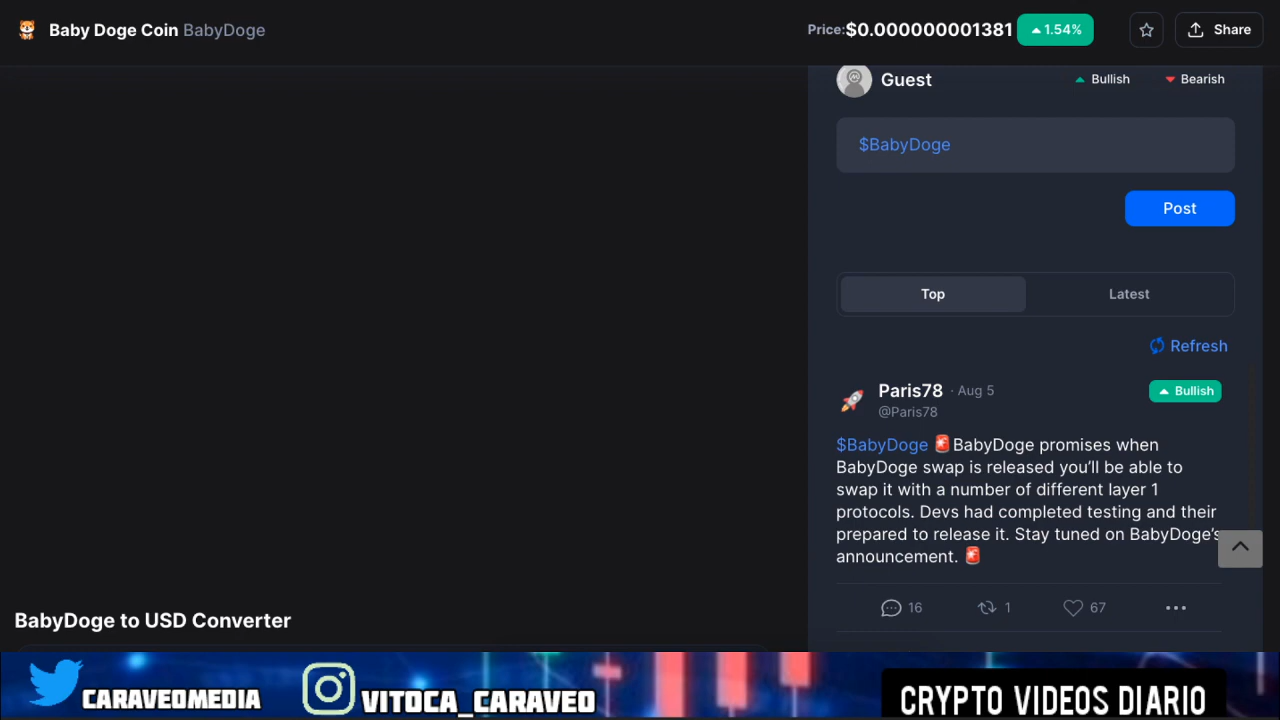 Baby Doge Coin BabyDoge
Price:$0.000000001381 1.54%
Share
Guest
Bullish
Bearish
$BabyDoge
Post
Top
Latest
Refresh
Paris78 · Aug 5
Bullish
@Paris78
$BabyDoge 🚨BabyDoge promises when
BabyDoge swap is released you’ll be able to
swap it with a number of different layer 1
protocols. Devs had completed testing and their
prepared to release it. Stay tuned on BabyDoge’s
announcement. 🚨
16
1
67
BabyDoge to USD Converter
CARAVEOMEDIA
VITOCA_CARAVEO
CRYPTO VIDEOS DIARIO